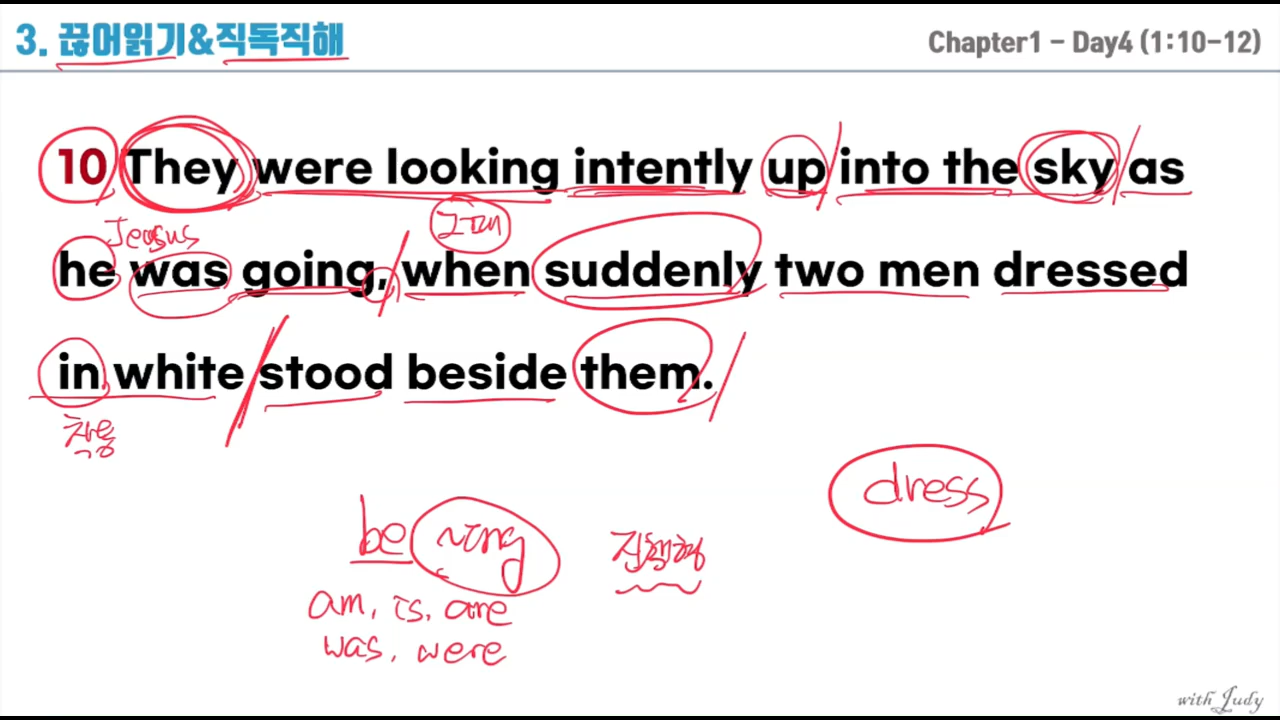 3. 끊어읽기&직독직해
Chapter1 - Day4 (1:10-12)
10 They were looking intently up into the sky as
Jeasus
그때
he was going, when suddenly two men dressed
in white stood beside them.
착용
dress
be ~ing 진행형
am, is, are
was, were
with Judy